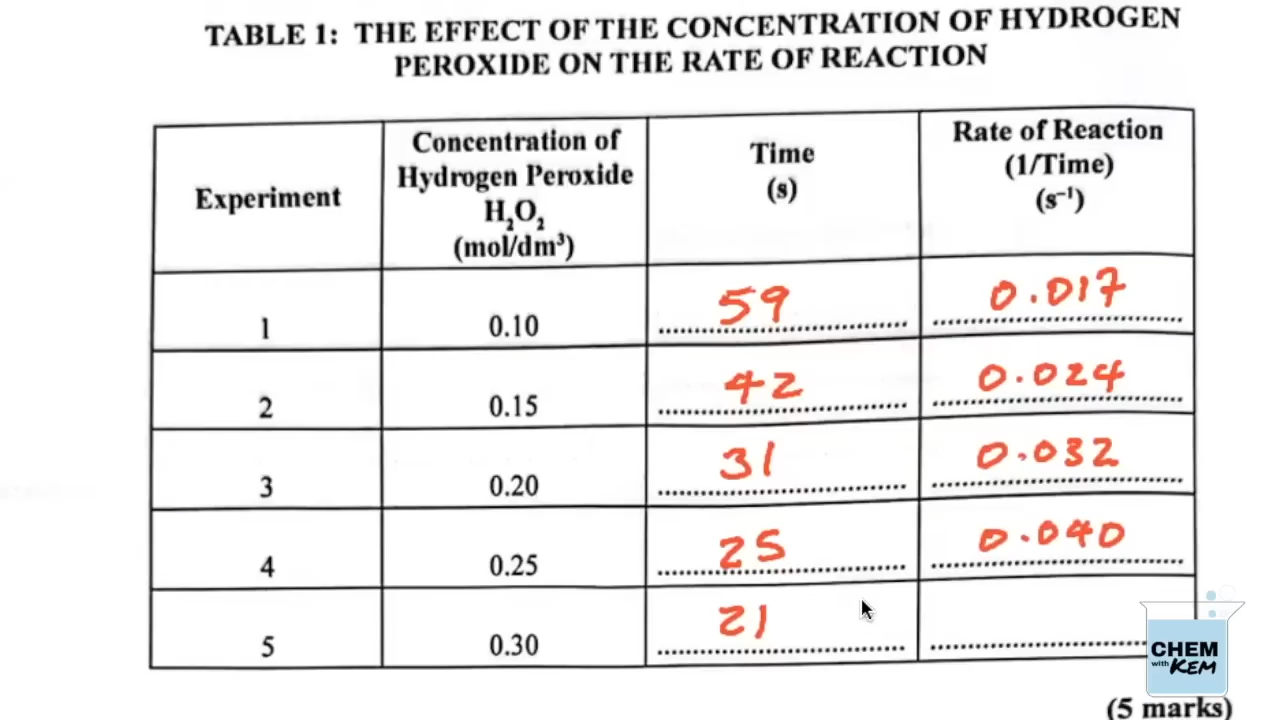 TABLE 1: THE EFFECT OF THE CONCENTRATION OF HYDROGEN
PEROXIDE ON THE RATE OF REACTION
Experiment
Concentration of
Hydrogen Peroxide
H₂O₂
(mol/dm³)
Time
(s)
Rate of Reaction
(1/Time)
(s⁻¹)
1 0.10 59 0.017
2 0.15 42 0.024
3 0.20 31 0.032
4 0.25 25 0.040
5 0.30 21
CHEM
with KEM
(5 marks)